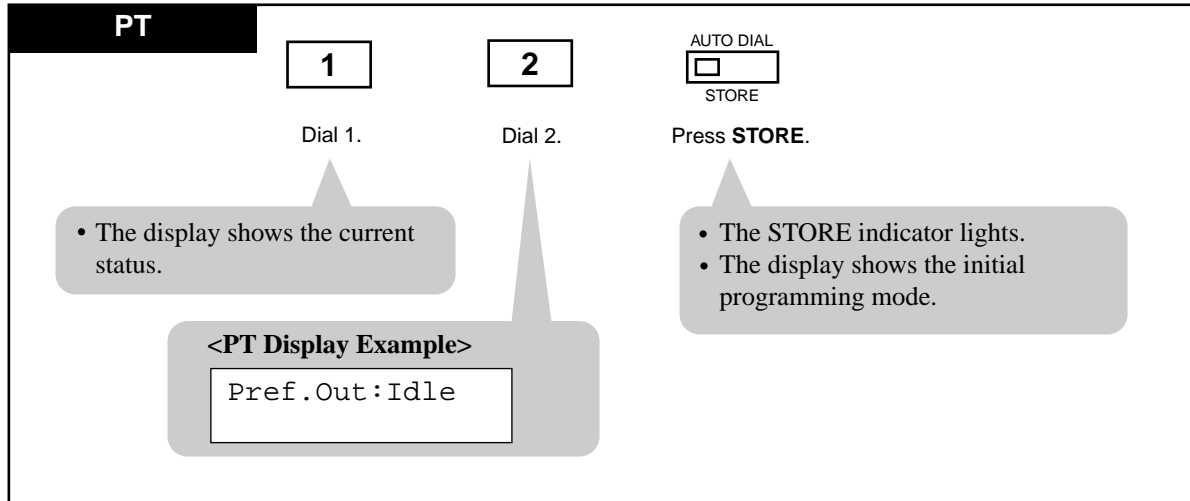 PT
1
2
AUTO DIAL
STORE
Dial 1.
Dial 2.
Press STORE.
• The display shows the current
status.
• The STORE indicator lights.
• The display shows the initial
programming mode.
<PT Display Example>
Pref.Out:Idle